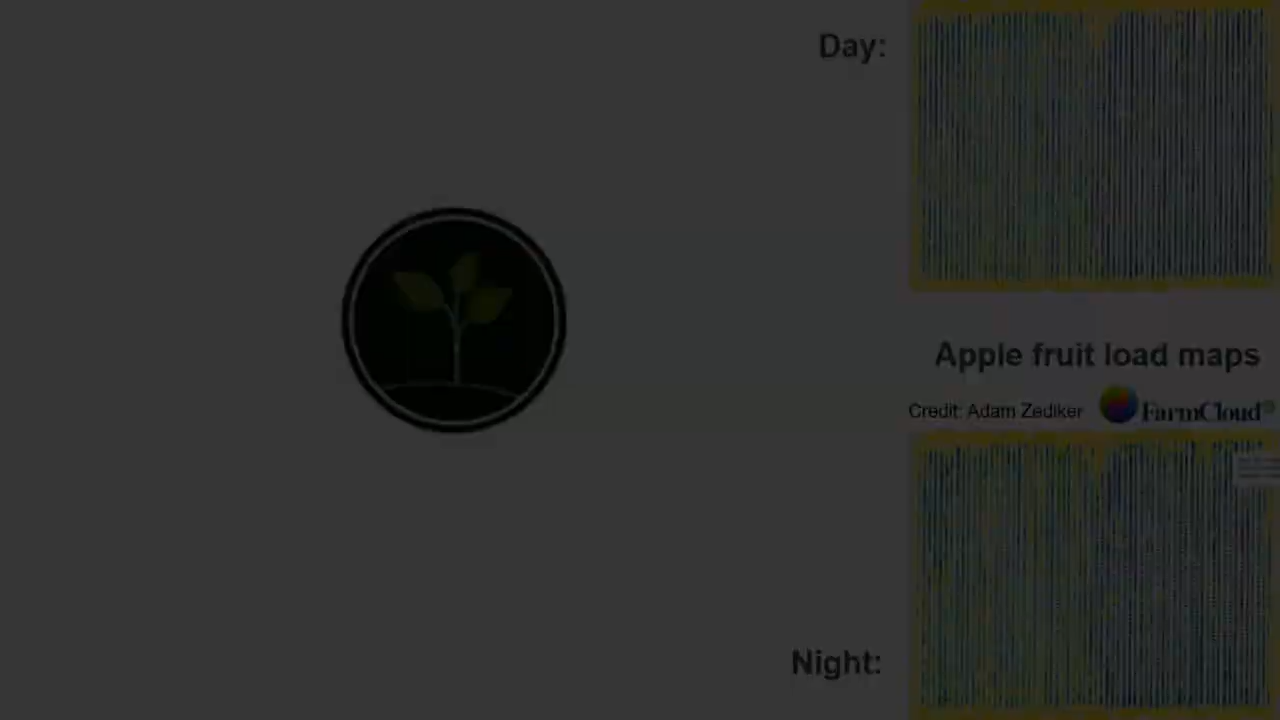 Day:
Apple fruit load maps
Credit: Adam Zediker
FarmCloud®
Night: